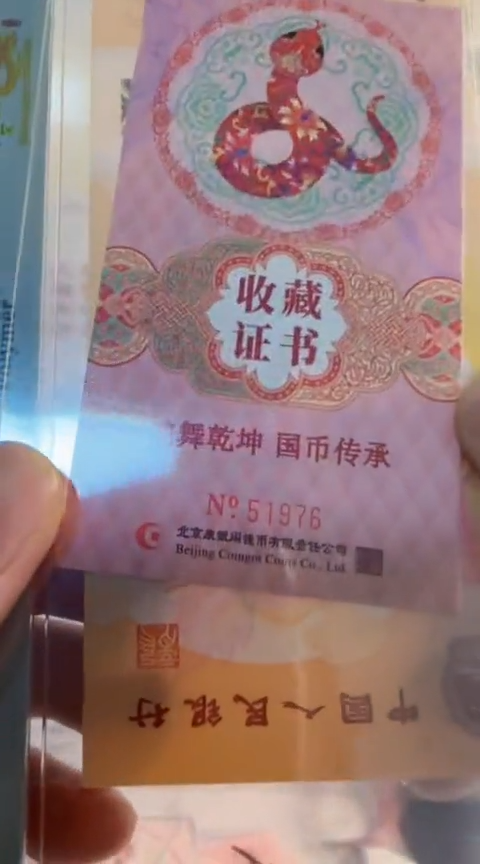 收藏
证书
舞乾坤 国币传承
Nº 51976
北京康银阁钱币有限责任公司
Beijing Coins Co., Ltd.
中国人民银行